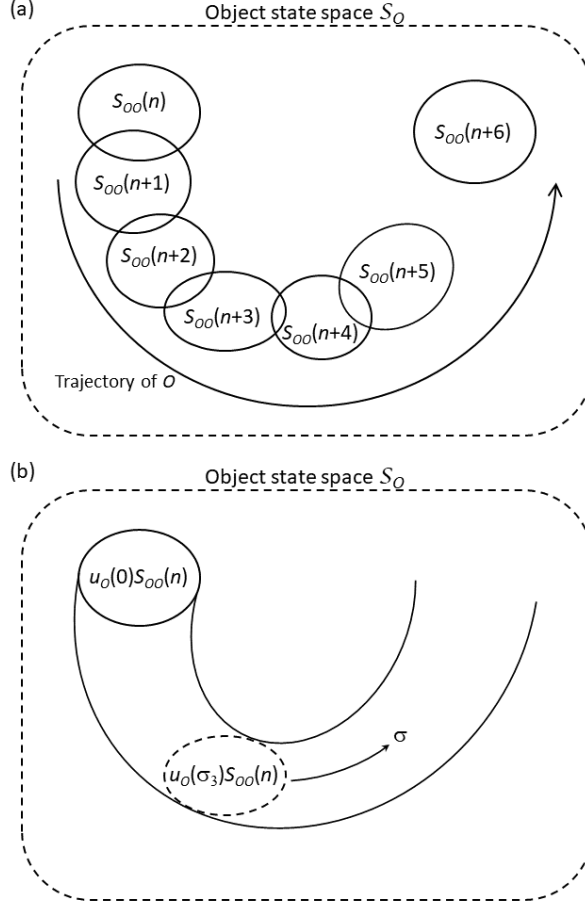 (a)
Object state space S_O
S_OO(n)
S_OO(n+1)
S_OO(n+2)
S_OO(n+3)
S_OO(n+4)
S_OO(n+5)
S_OO(n+6)
Trajectory of O
(b)
Object state space S_O
u_O(0)S_OO(n)
σ
u_O(σ_3)S_OO(n)